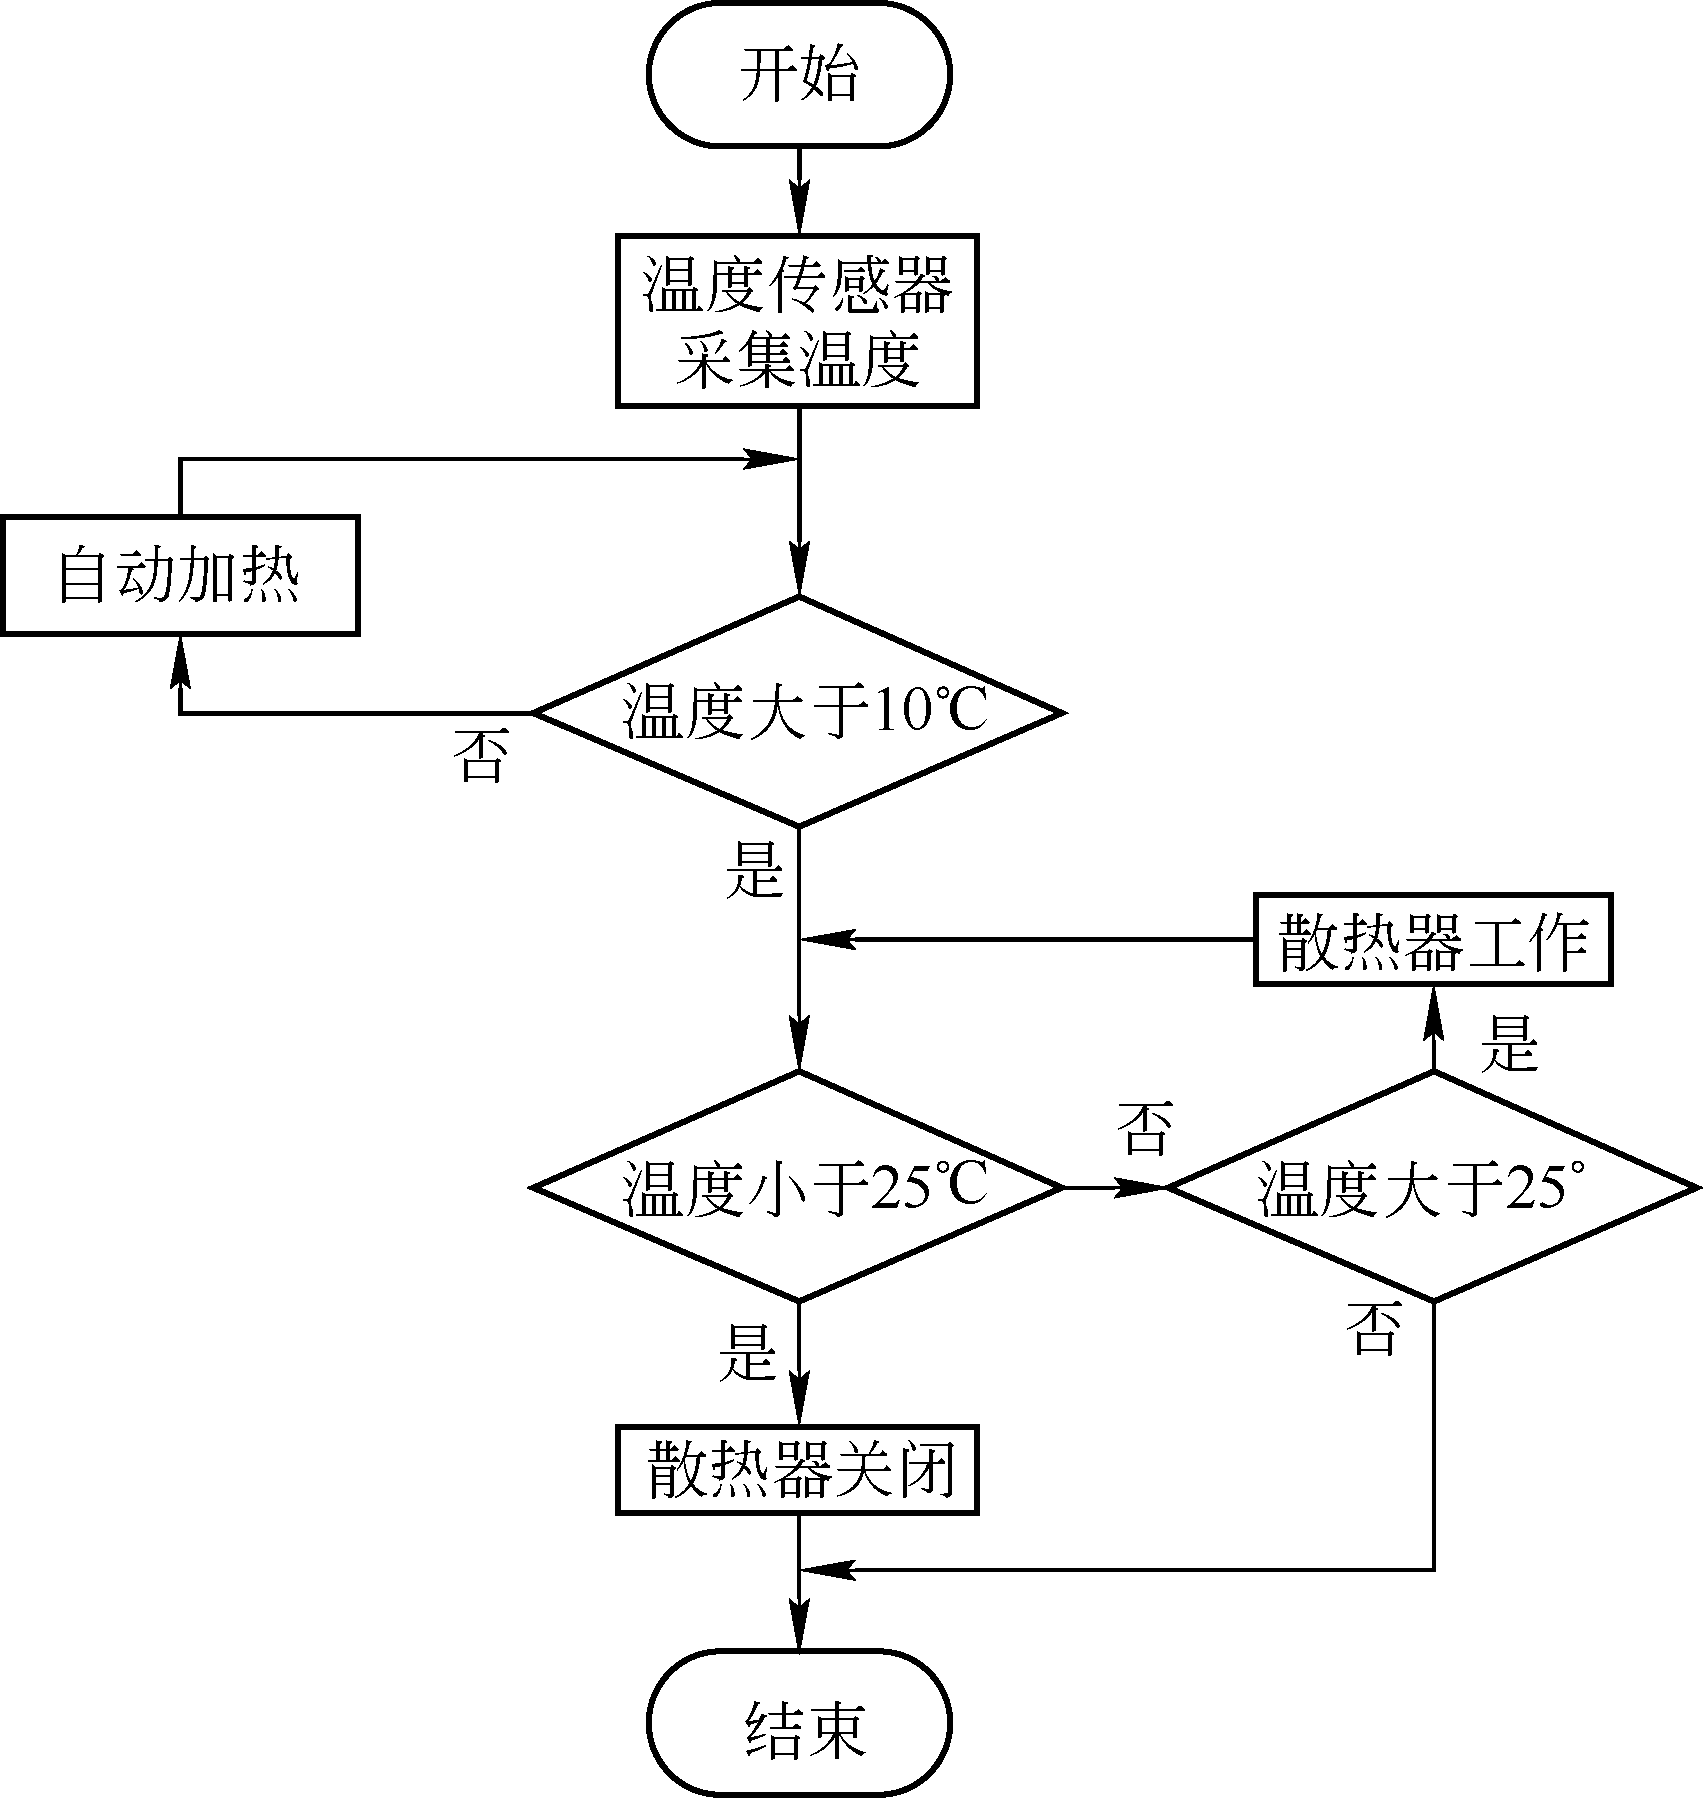 开始
温度传感器
采集温度
自动加热
温度大于10℃
否
是
散热器工作
是
温度小于25℃
否
温度大于25°
是
否
散热器关闭
结束